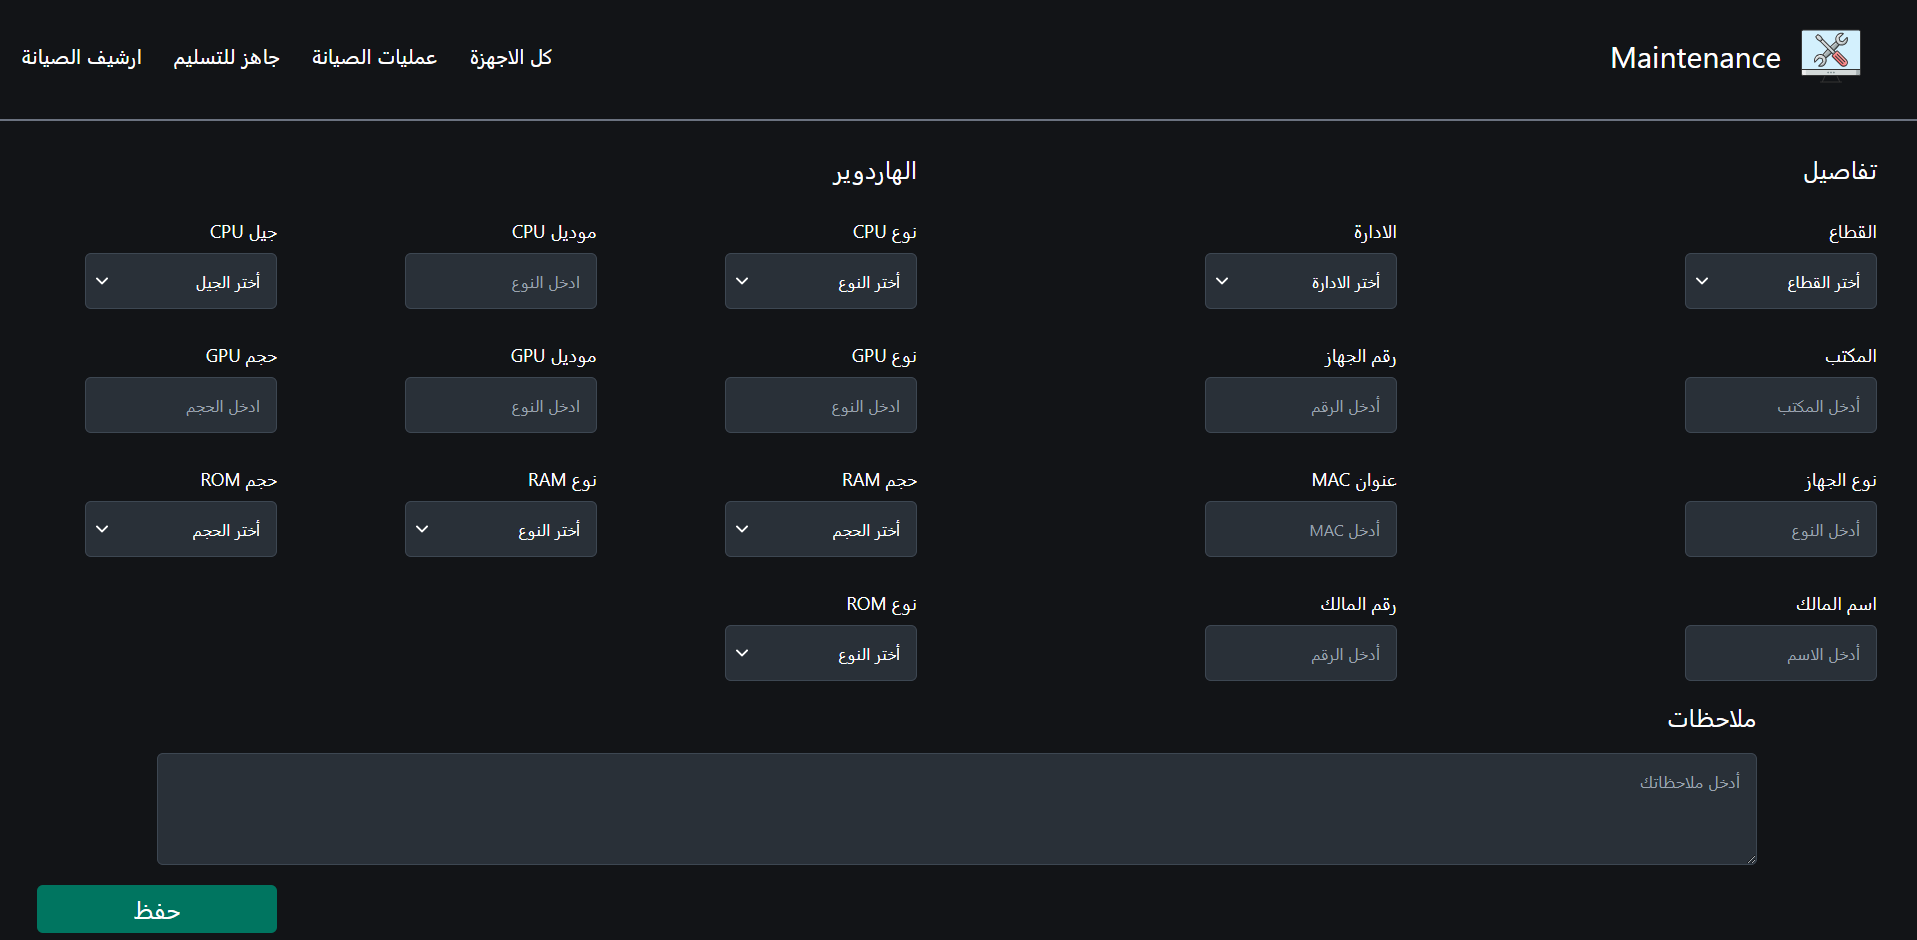 Maintenance
كل الاجهزة
عمليات الصيانة
جاهز للتسليم
ارشيف الصيانة
تفاصيل
القطاع
الادارة
أختر القطاع
أختر الادارة
المكتب
رقم الجهاز
أدخل المكتب
أدخل الرقم
نوع الجهاز
عنوان MAC
أدخل النوع
أدخل MAC
اسم المالك
رقم المالك
أدخل الاسم
أدخل الرقم
الهاردوير
نوع CPU
موديل CPU
جيل CPU
أختر النوع
ادخل النوع
أختر الجيل
نوع GPU
موديل GPU
حجم GPU
ادخل النوع
ادخل النوع
ادخل الحجم
حجم RAM
نوع RAM
حجم ROM
أختر الحجم
أختر النوع
أختر الحجم
نوع ROM
أختر النوع
ملاحظات
أدخل ملاحظاتك
حفظ